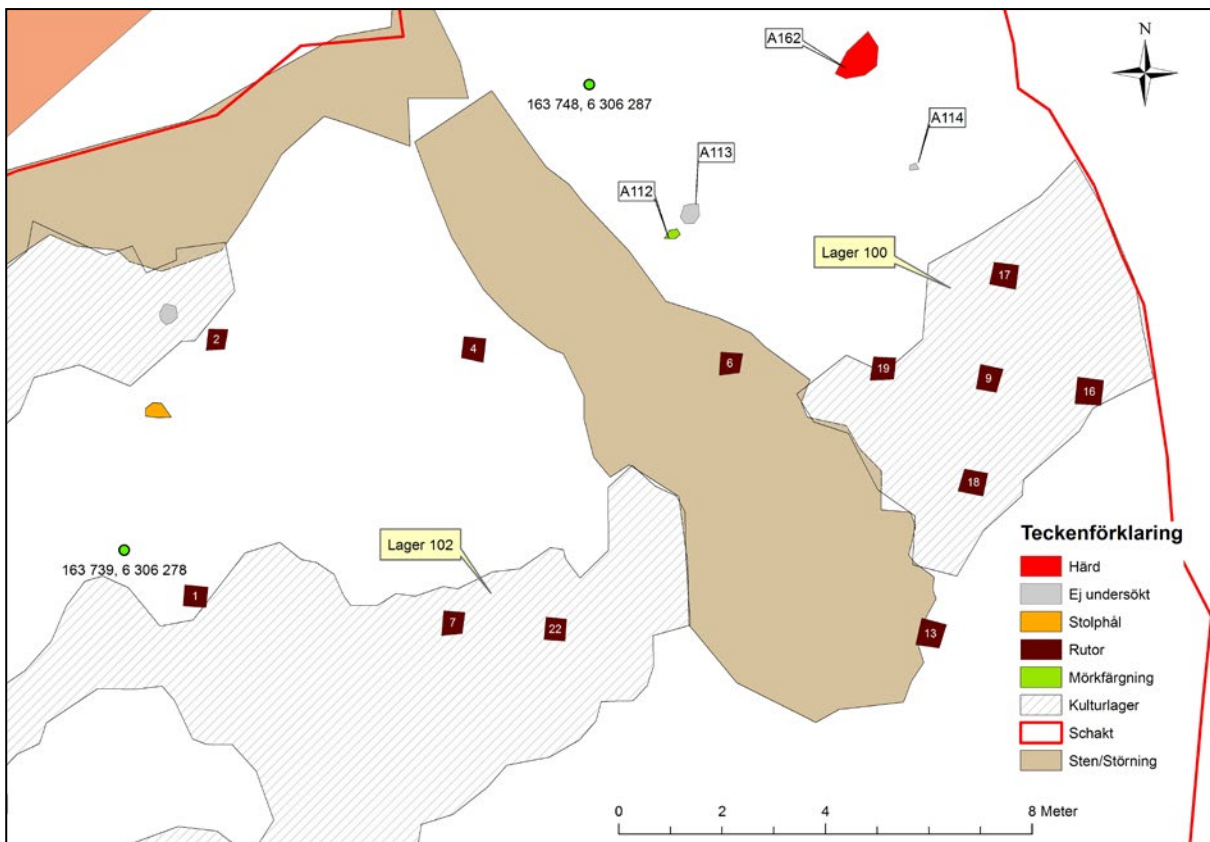 A162
N
163 748, 6 306 287
A114
A113
A112
Lager 100
17
2
4
6
19
9
16
18
Lager 102
163 739, 6 306 278
1
7
22
13
Teckenförklaring
Härd
Ej undersökt
Stolphål
Rutor
Mörkfärgning
Kulturlager
Schakt
Sten/Störning
0 2 4 8 Meter